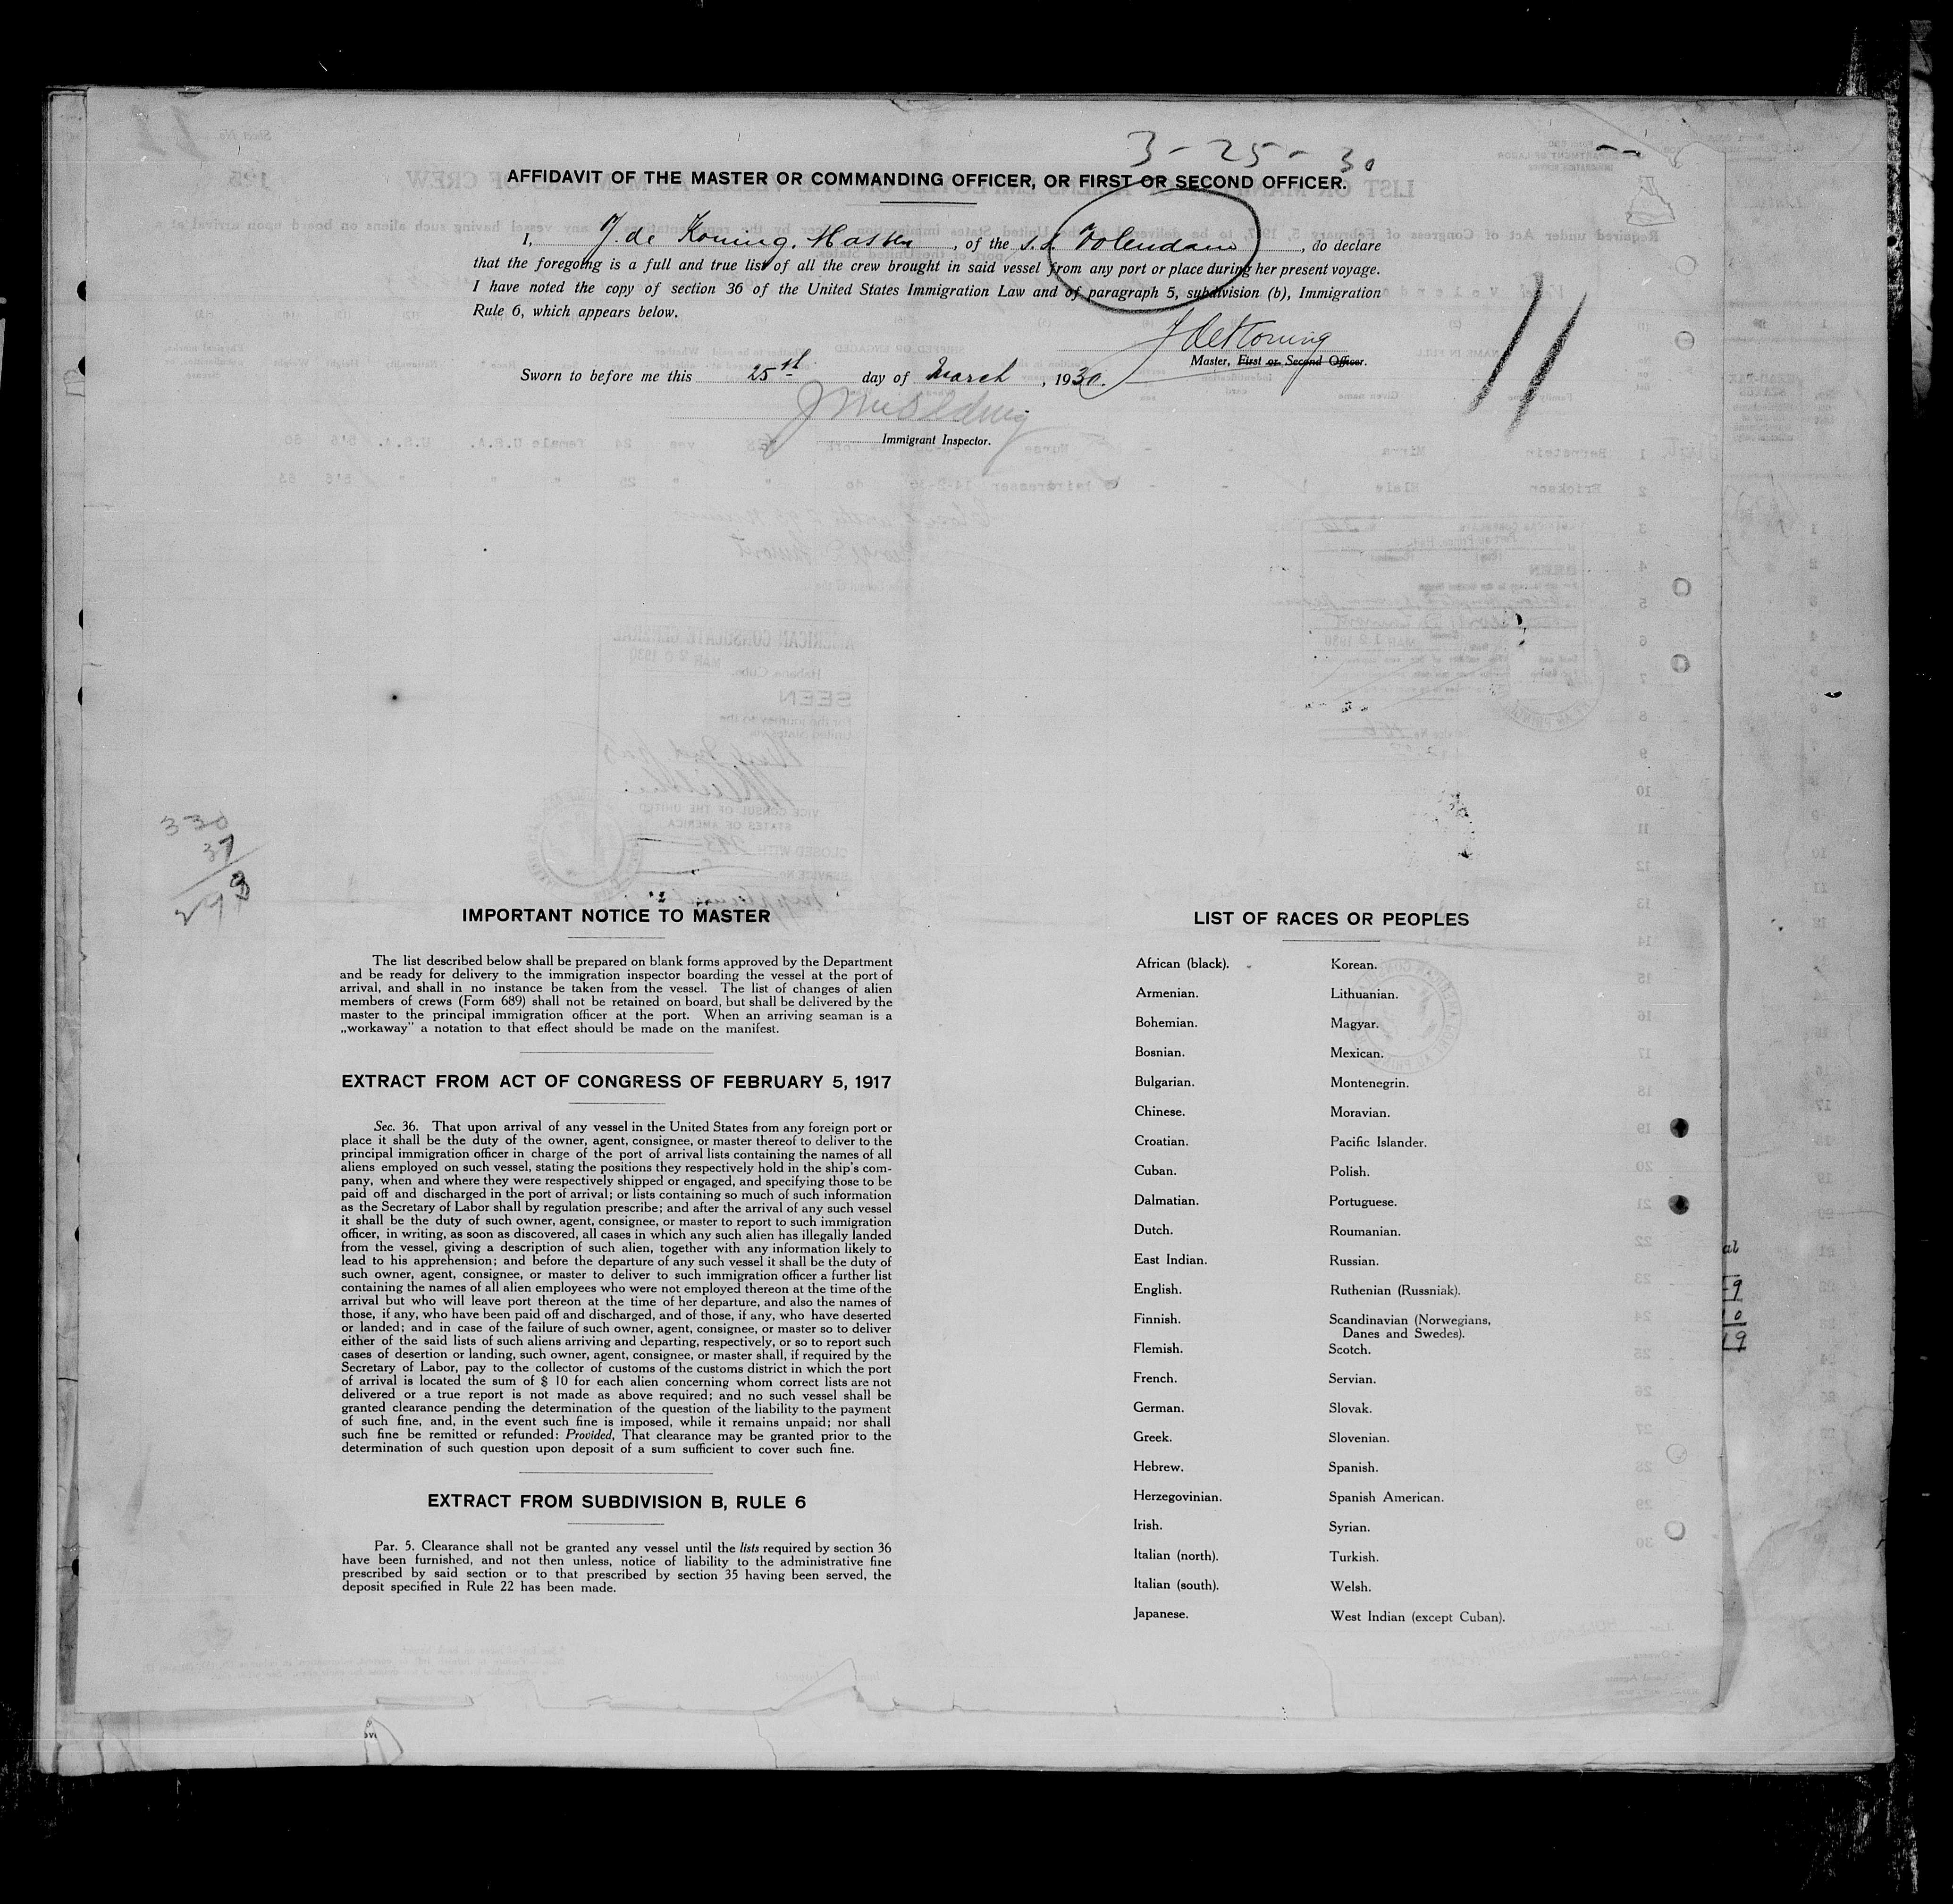 3-25-30
AFFIDAVIT OF THE MASTER OR COMMANDING OFFICER, OR FIRST OR SECOND OFFICER.
I, J. de Koning, Master, of the s.s. Volendam, do declare
that the foregoing is a full and true list of all the crew brought in said vessel from any port or place during her present voyage.
I have noted the copy of section 36 of the United States Immigration Law and of paragraph 5, subdivision (b), Immigration
Rule 6, which appears below.
J de Koning
Master, First or Second Officer.
11
Sworn to before me this 25th day of March, 1930.
Immigrant Inspector.
330
37
293
IMPORTANT NOTICE TO MASTER
The list described below shall be prepared on blank forms approved by the Department
and be ready for delivery to the immigration inspector boarding the vessel at the port of
arrival, and shall in no instance be taken from the vessel. The list of changes of alien
members of crews (Form 689) shall not be retained on board, but shall be delivered by the
master to the principal immigration officer at the port. When an arriving seaman is a
„workaway" a notation to that effect should be made on the manifest.
EXTRACT FROM ACT OF CONGRESS OF FEBRUARY 5, 1917
Sec. 36. That upon arrival of any vessel in the United States from any foreign port or
place it shall be the duty of the owner, agent, consignee, or master thereof to deliver to the
principal immigration officer in charge of the port of arrival lists containing the names of all
aliens employed on such vessel, stating the positions they respectively hold in the ship's com-
pany, when and where they were respectively shipped or engaged, and specifying those to be
paid off and discharged in the port of arrival; or lists containing so much of such information
as the Secretary of Labor shall by regulation prescribe; and after the arrival of any such vessel
it shall be the duty of such owner, agent, consignee, or master to report to such immigration
officer, in writing, as soon as discovered, all cases in which any such alien has illegally landed
from the vessel, giving a description of such alien, together with any information likely to
lead to his apprehension; and before the departure of any such vessel it shall be the duty of
such owner, agent, consignee, or master to deliver to such immigration officer a further list
containing the names of all alien employees who were not employed thereon at the time of the
arrival but who will leave port thereon at the time of her departure, and also the names of
those, if any, who have been paid off and discharged, and of those, if any, who have deserted
or landed; and in case of the failure of such owner, agent, consignee, or master so to deliver
either of the said lists of such aliens arriving and departing, respectively, or so to report such
cases of desertion or landing, such owner, agent, consignee, or master shall, if required by the
Secretary of Labor, pay to the collector of customs of the customs district in which the port
of arrival is located the sum of $ 10 for each alien concerning whom correct lists are not
delivered or a true report is not made as above required; and no such vessel shall be
granted clearance pending the determination of the question of the liability to the payment
of such fine, and, in the event such fine is imposed, while it remains unpaid; nor shall
such fine be remitted or refunded: Provided, That clearance may be granted prior to the
determination of such question upon deposit of a sum sufficient to cover such fine.
EXTRACT FROM SUBDIVISION B, RULE 6
Par. 5. Clearance shall not be granted any vessel until the lists required by section 36
have been furnished, and not then unless, notice of liability to the administrative fine
prescribed by said section or to that prescribed by section 35 having been served, the
deposit specified in Rule 22 has been made.
LIST OF RACES OR PEOPLES
African (black).
Armenian.
Bohemian.
Bosnian.
Bulgarian.
Chinese.
Croatian.
Cuban.
Dalmatian.
Dutch.
East Indian.
English.
Finnish.
Flemish.
French.
German.
Greek.
Hebrew.
Herzegovinian.
Irish.
Italian (north).
Italian (south).
Japanese.
Korean.
Lithuanian.
Magyar.
Mexican.
Montenegrin.
Moravian.
Pacific Islander.
Polish.
Portuguese.
Roumanian.
Russian.
Ruthenian (Russniak).
Scandinavian (Norwegians,
Danes and Swedes).
Scotch.
Servian.
Slovak.
Slovenian.
Spanish.
Spanish American.
Syrian.
Turkish.
Welsh.
West Indian (except Cuban).